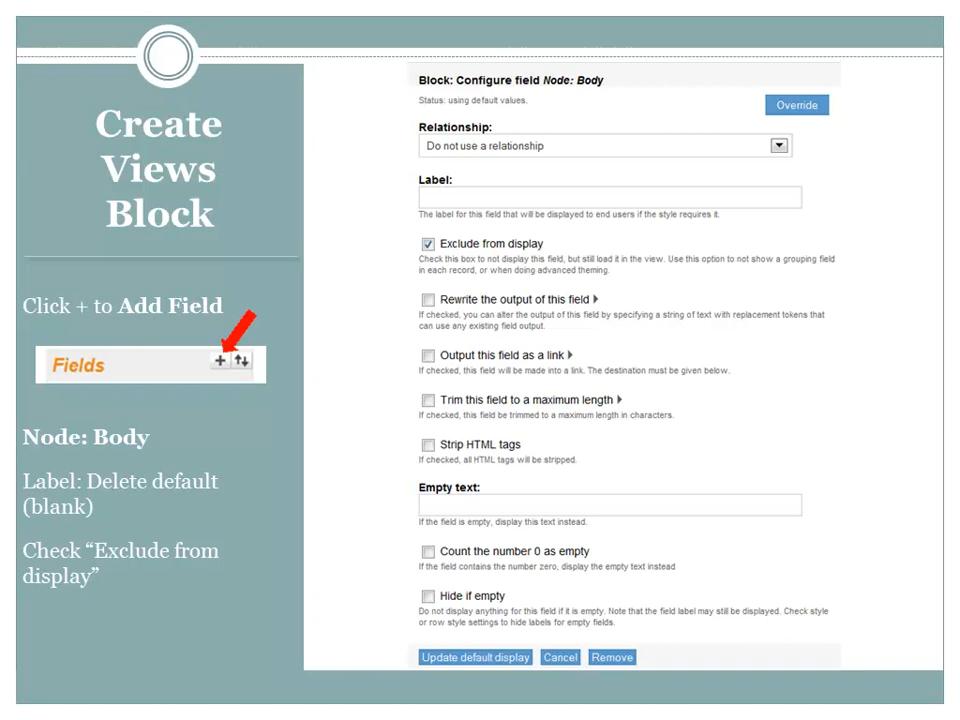 Create
Views
Block
Click + to Add Field
Fields
Node: Body
Label: Delete default
(blank)
Check “Exclude from
display”
Block: Configure field Node: Body
Status: using default values.
Override
Relationship:
Do not use a relationship
Label:
The label for this field that will be displayed to end users if the style requires it.
Exclude from display
Check this box to not display this field, but still load it in the view. Use this option to not show a grouping field
in each record, or when doing advanced theming.
Rewrite the output of this field
If checked, you can alter the output of this field by specifying a string of text with replacement tokens that
can use any existing field output.
Output this field as a link
If checked, this field will be made into a link. The destination must be given below.
Trim this field to a maximum length
If checked, this field be trimmed to a maximum length in characters.
Strip HTML tags
If checked, all HTML tags will be stripped.
Empty text:
If the field is empty, display this text instead.
Count the number 0 as empty
If the field contains the number zero, display the empty text instead
Hide if empty
Do not display anything for this field if it is empty. Note that the field label may still be displayed. Check style
or row style settings to hide labels for empty fields.
Update default display Cancel Remove